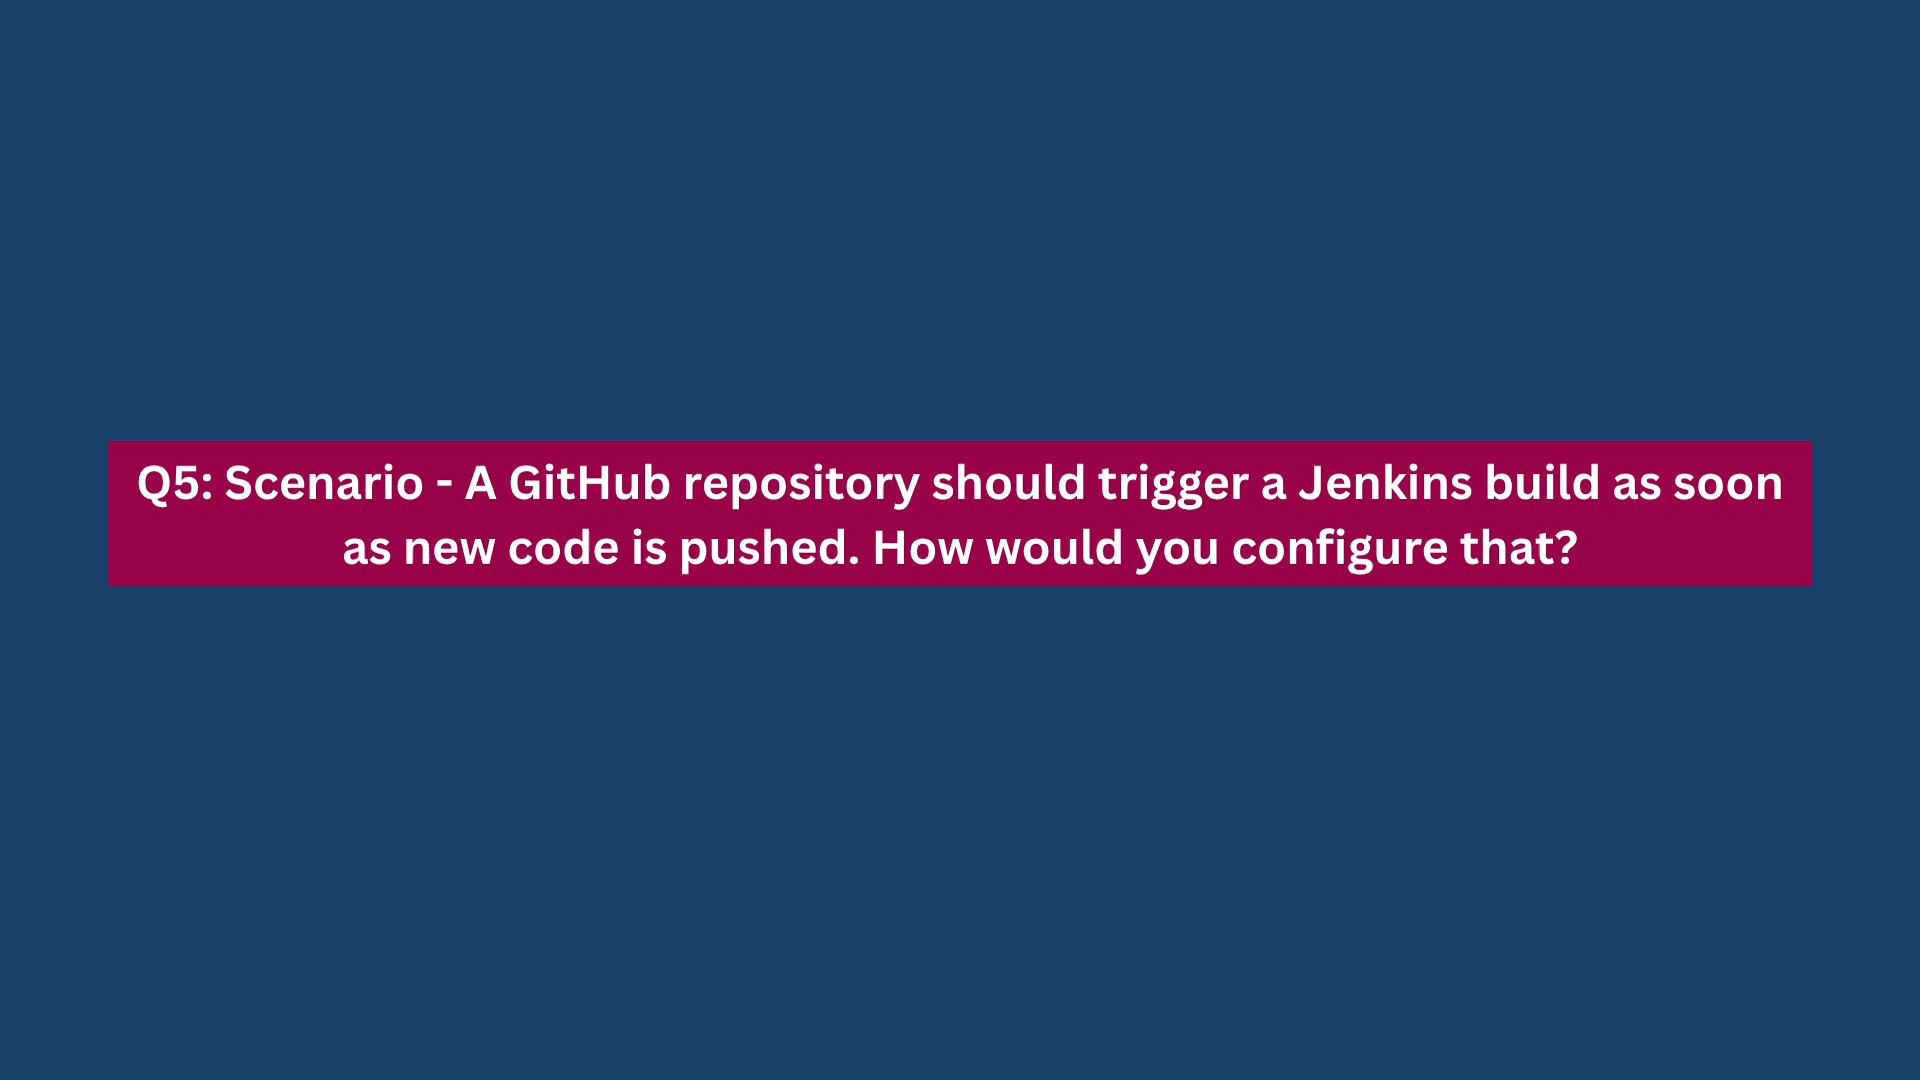 Q5: Scenario - A GitHub repository should trigger a Jenkins build as soon
as new code is pushed. How would you configure that?